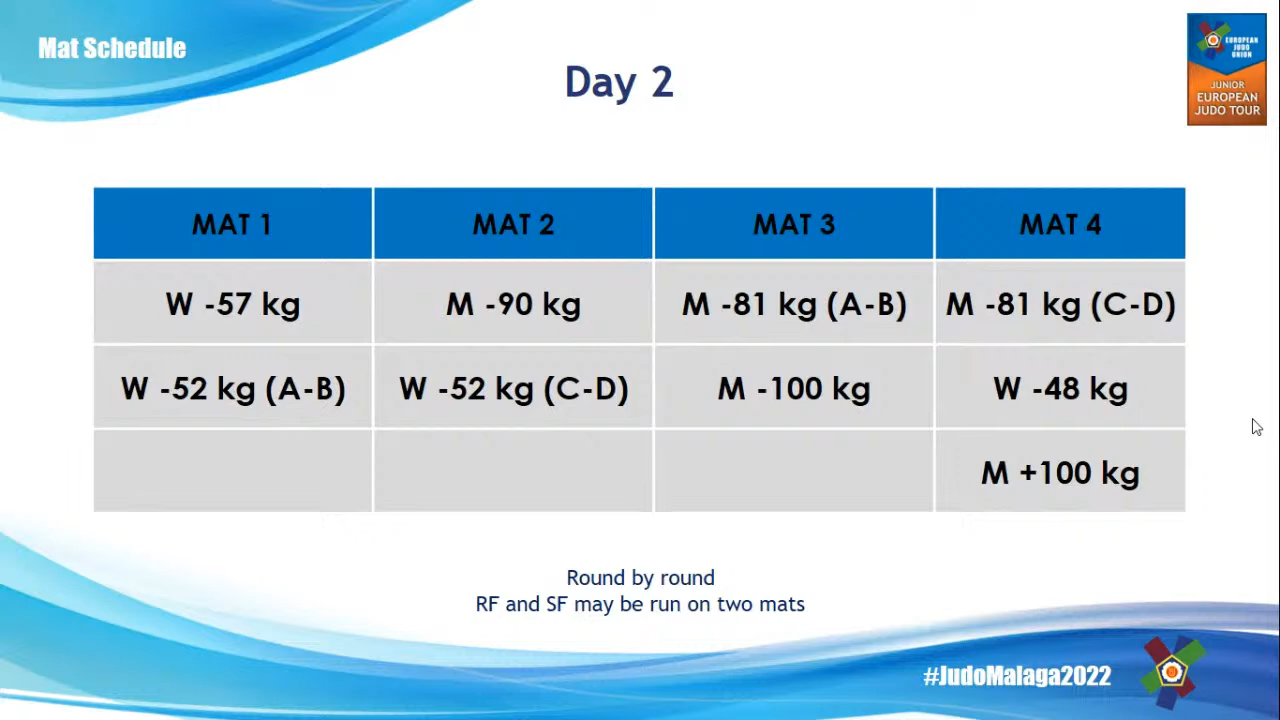 Mat Schedule
Day 2
EUROPEAN
JUDO
UNION
JUNIOR
EUROPEAN
JUDO TOUR
MAT 1 MAT 2 MAT 3 MAT 4
W -57 kg M -90 kg M -81 kg (A-B) M -81 kg (C-D)
W -52 kg (A-B) W -52 kg (C-D) M -100 kg W -48 kg
M +100 kg
Round by round
RF and SF may be run on two mats
#JudoMalaga2022